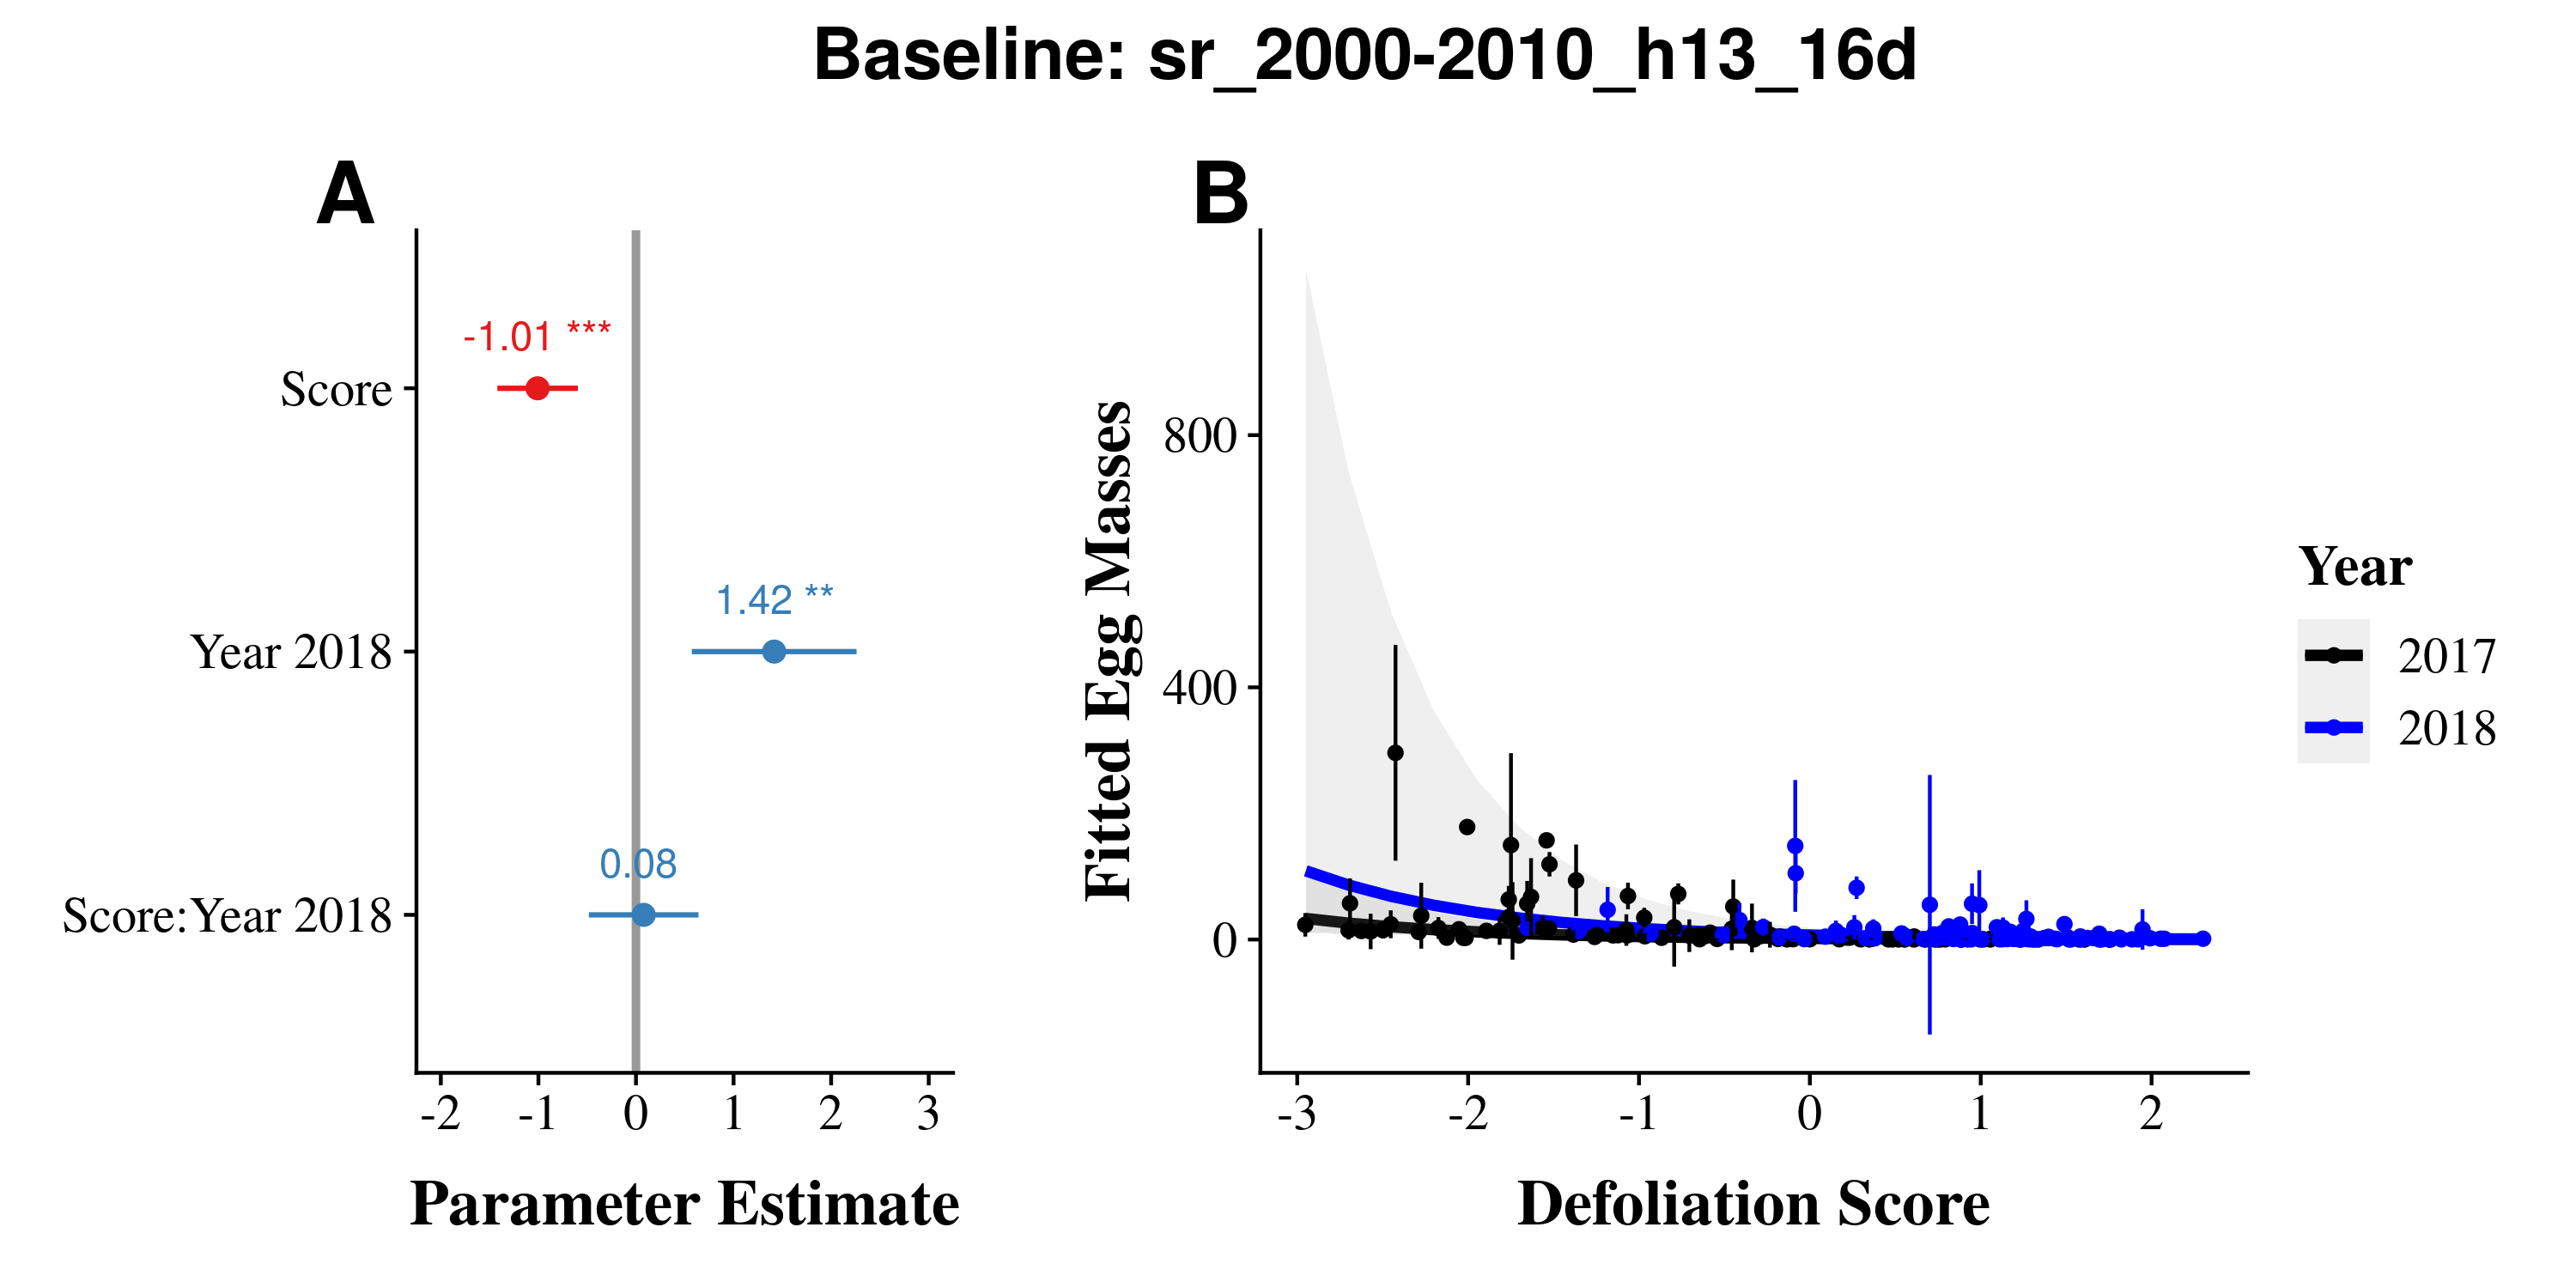 Baseline: sr_2000-2010_h13_16d
A
-1.01 ***
Score
1.42 **
Year 2018
0.08
Score:Year 2018
-2 -1 0 1 2 3
Parameter Estimate
B
Fitted Egg Masses
800
400
0
-3 -2 -1 0 1 2
Defoliation Score
Year
2017
2018